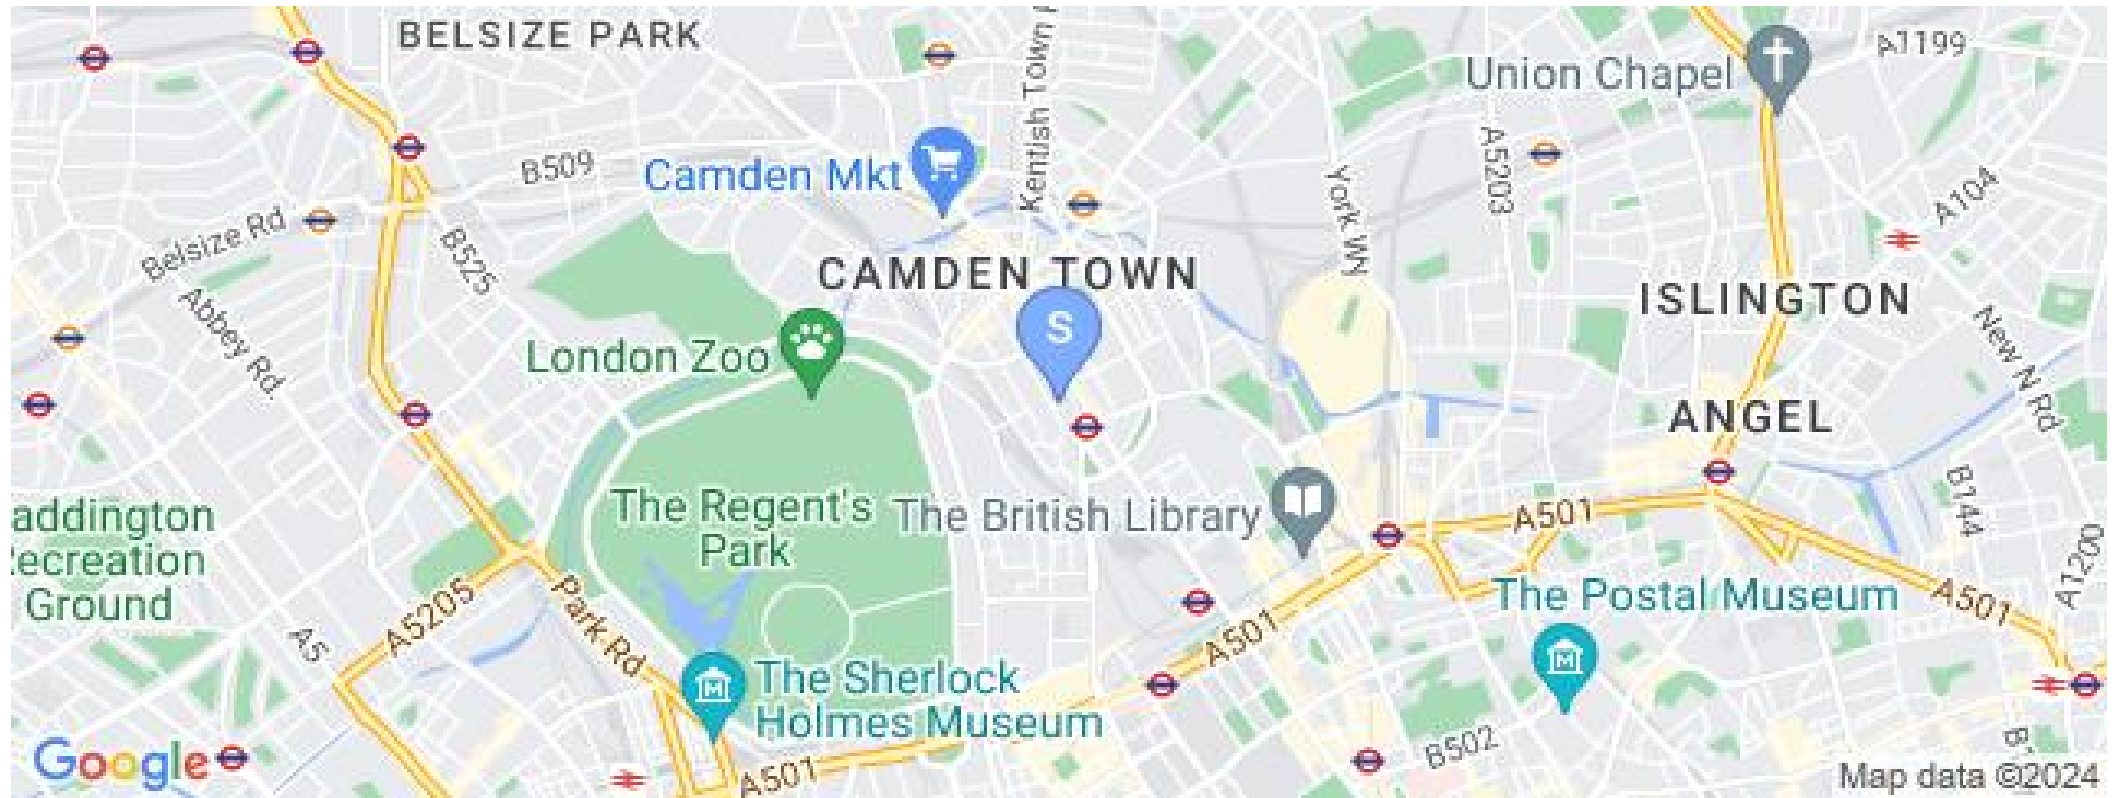 BELSIZE PARK
A1199
Union Chapel
Kentish Town
B509
Camden Mkt
A5203
York Wy
A104
Belsize Rd
B525
CAMDEN TOWN
ISLINGTON
Abbey Rd
S
London Zoo
New N Rd
ANGEL
addington
ecreation
Ground
The Regent's
Park
The British Library
A501
B144
A1200
Park Rd
A5205
A5
The Postal Museum
A501
A501
The Sherlock
Holmes Museum
M
M
B502
Google
A501
Map data ©2024